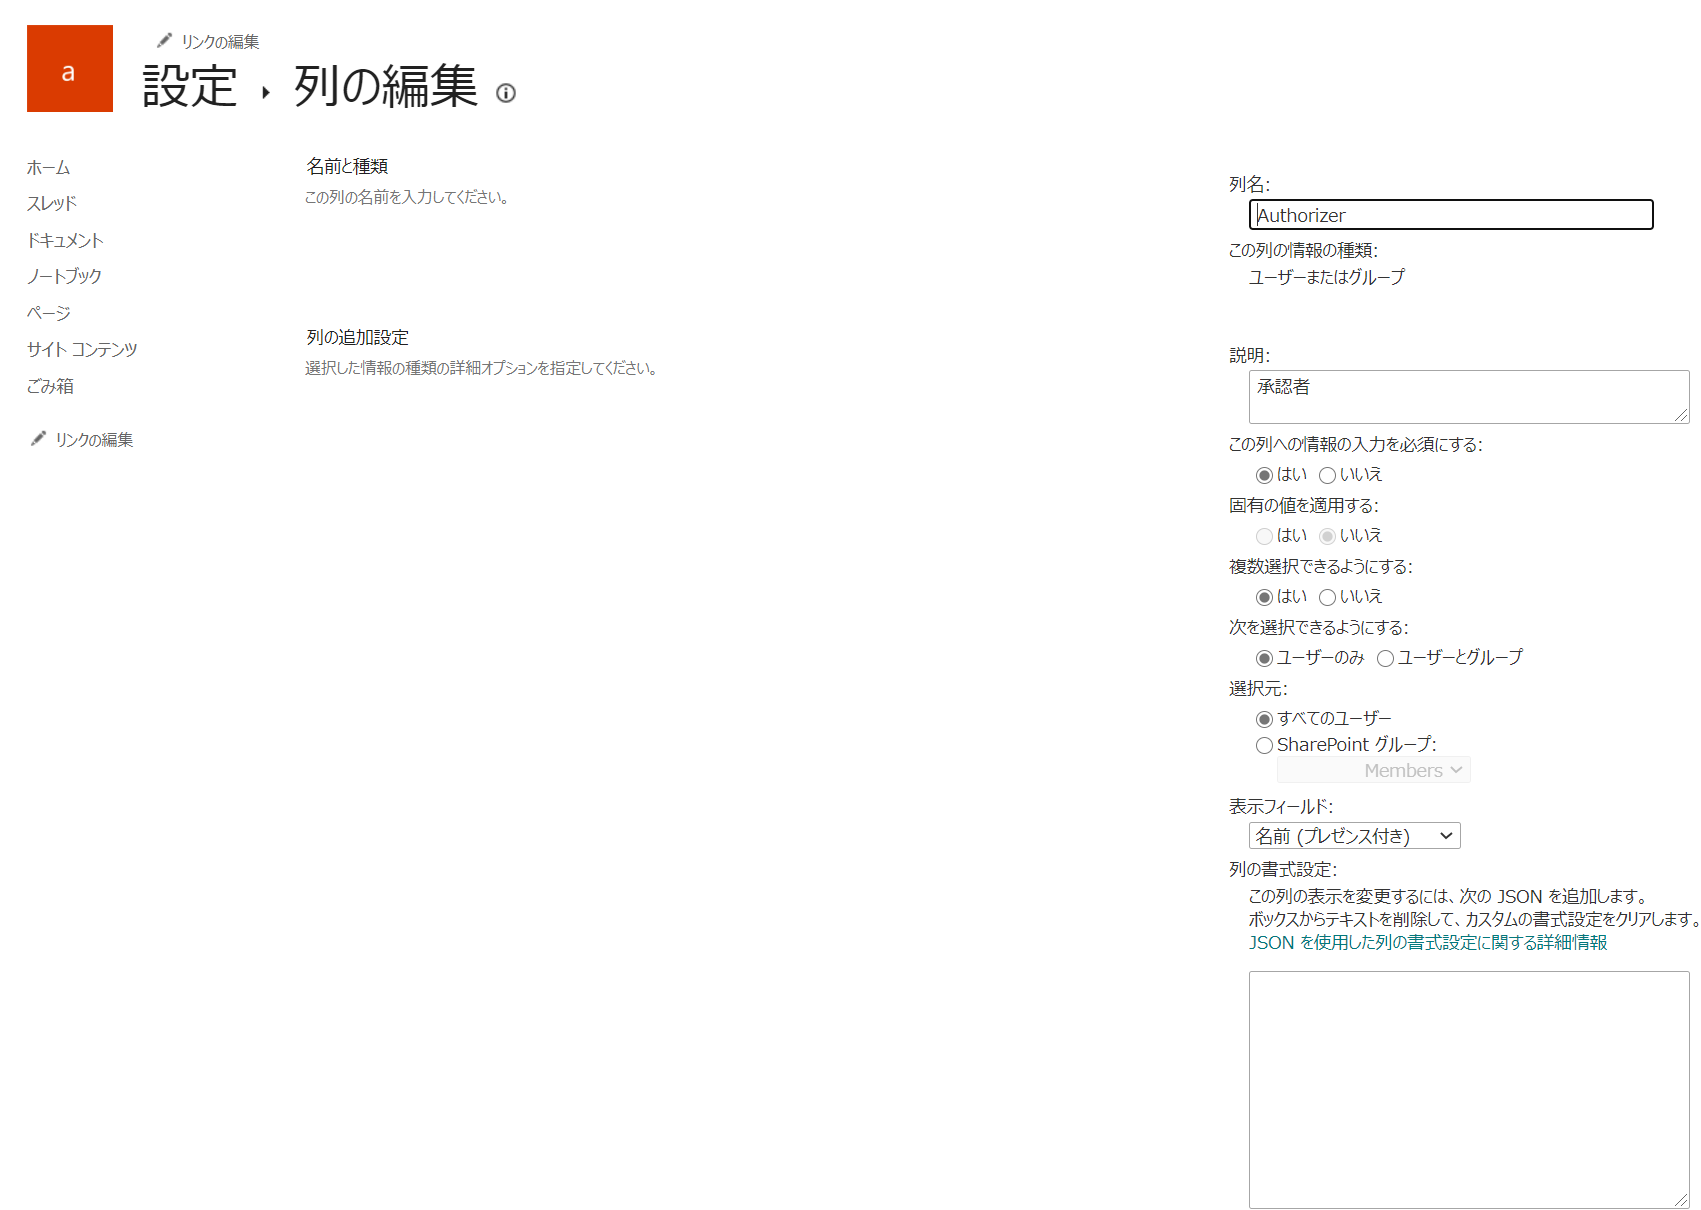 a
リンクの編集
設定 ▸ 列の編集
ホーム
スレッド
ドキュメント
ノートブック
ページ
サイト コンテンツ
ごみ箱
リンクの編集
名前と種類
この列の名前を入力してください。
列の追加設定
選択した情報の種類の詳細オプションを指定してください。
列名:
Authorizer
この列の情報の種類:
ユーザーまたはグループ
説明:
承認者
この列への情報の入力を必須にする:
はい いいえ
固有の値を適用する:
はい いいえ
複数選択できるようにする:
はい いいえ
次を選択できるようにする:
ユーザーのみ ユーザーとグループ
選択元:
すべてのユーザー
SharePoint グループ:
Members
表示フィールド:
名前 (プレゼンス付き)
列の書式設定:
この列の表示を変更するには、次の JSON を追加します。
ボックスからテキストを削除して、カスタムの書式設定をクリアします。
JSON を使用した列の書式設定に関する詳細情報